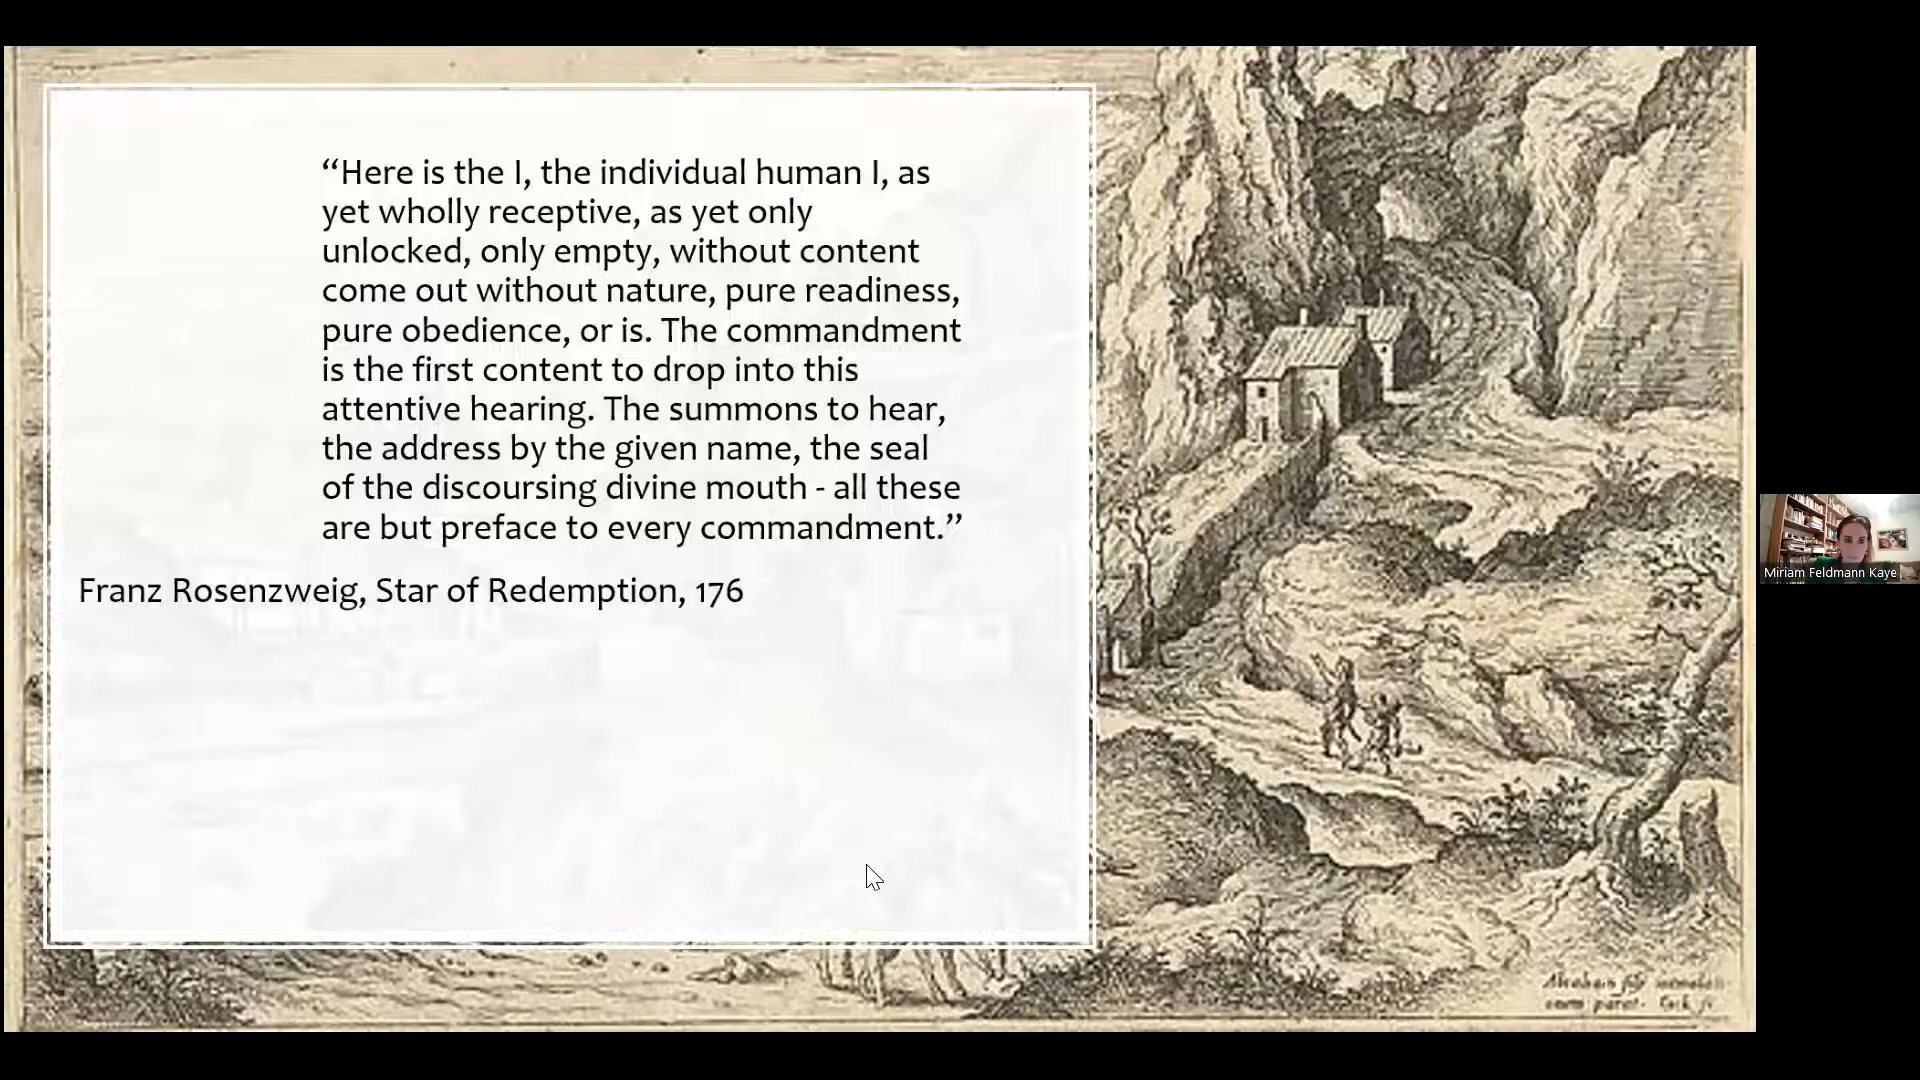 “Here is the I, the individual human I, as
yet wholly receptive, as yet only
unlocked, only empty, without content
come out without nature, pure readiness,
pure obedience, or is. The commandment
is the first content to drop into this
attentive hearing. The summons to hear,
the address by the given name, the seal
of the discoursing divine mouth - all these
are but preface to every commandment.”
Franz Rosenzweig, Star of Redemption, 176
Miriam Feldmann Kaye